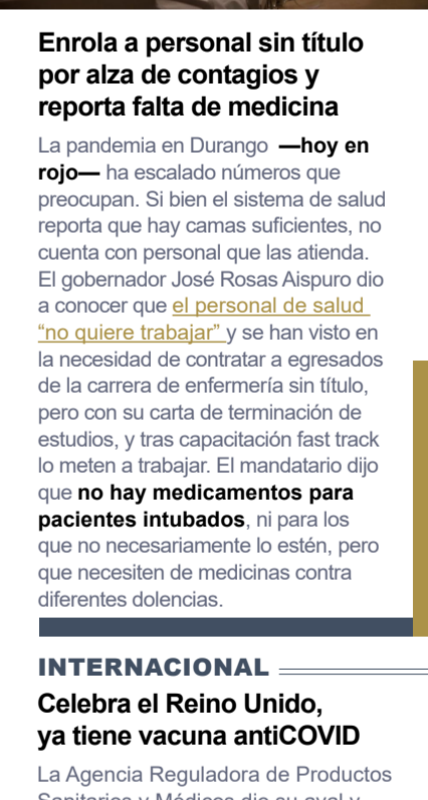 Enrola a personal sin título
por alza de contagios y
reporta falta de medicina
La pandemia en Durango —hoy en
rojo— ha escalado números que
preocupan. Si bien el sistema de salud
reporta que hay camas suficientes, no
cuenta con personal que las atienda.
El gobernador José Rosas Aispuro dio
a conocer que el personal de salud
“no quiere trabajar” y se han visto en
la necesidad de contratar a egresados
de la carrera de enfermería sin título,
pero con su carta de terminación de
estudios, y tras capacitación fast track
lo meten a trabajar. El mandatario dijo
que no hay medicamentos para
pacientes intubados, ni para los
que no necesariamente lo estén, pero
que necesiten de medicinas contra
diferentes dolencias.
INTERNACIONAL
Celebra el Reino Unido,
ya tiene vacuna antiCOVID
La Agencia Reguladora de Productos
Sanitarios y Médicos dio su aval y